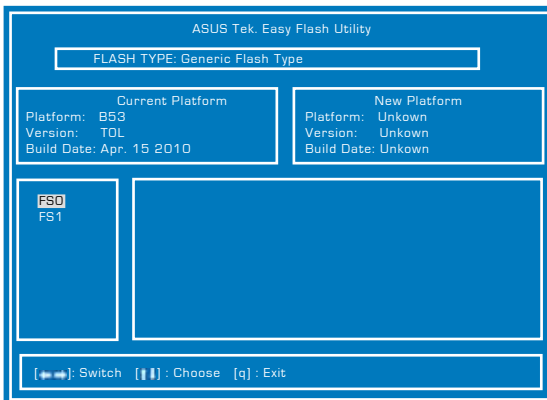 ASUS Tek. Easy Flash Utility
FLASH TYPE: Generic Flash Type
Current Platform
Platform: B53
Version: TOL
Build Date: Apr. 15 2010
New Platform
Platform: Unkown
Version: Unkown
Build Date: Unkown
FS0
FS1
[←→]: Switch [↑↓] : Choose [q] : Exit